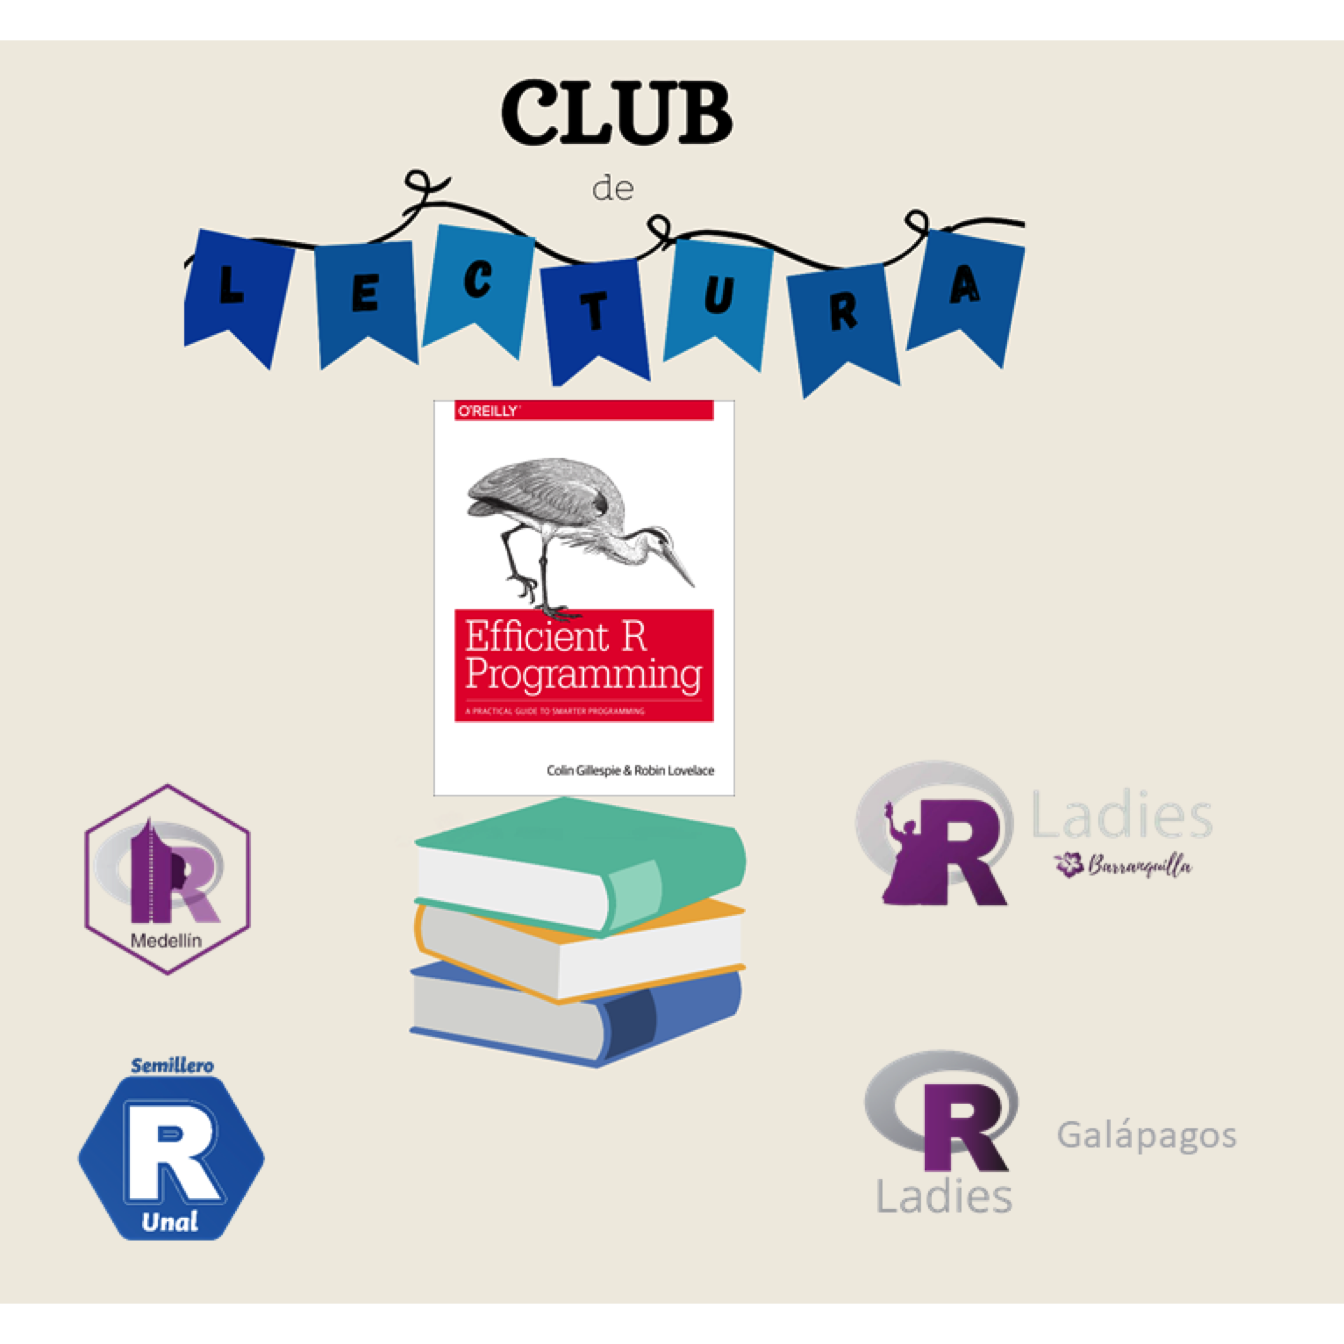 CLUB
de
LECTURA
O'REILLY
Efficient R
Programming
A PRACTICAL GUIDE TO SMARTER PROGRAMMING
Colin Gillespie & Robin Lovelace
R
Medellín
R Ladies
Barranquilla
Semillero
R
Unal
R
Ladies
Galápagos